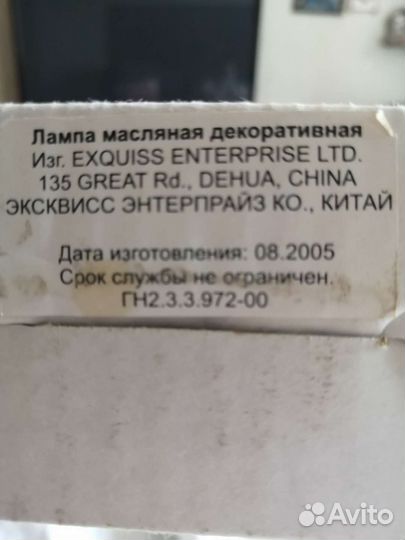 Лампа масляная декоративная
Изг. EXQUISS ENTERPRISE LTD.
135 GREAT Rd., DEHUA, CHINA
ЭКСКВИСС ЭНТЕРПРАЙЗ КО., КИТАЙ
Дата изготовления: 08.2005
Срок службы не ограничен.
ГН2.3.3.972-00
Avito